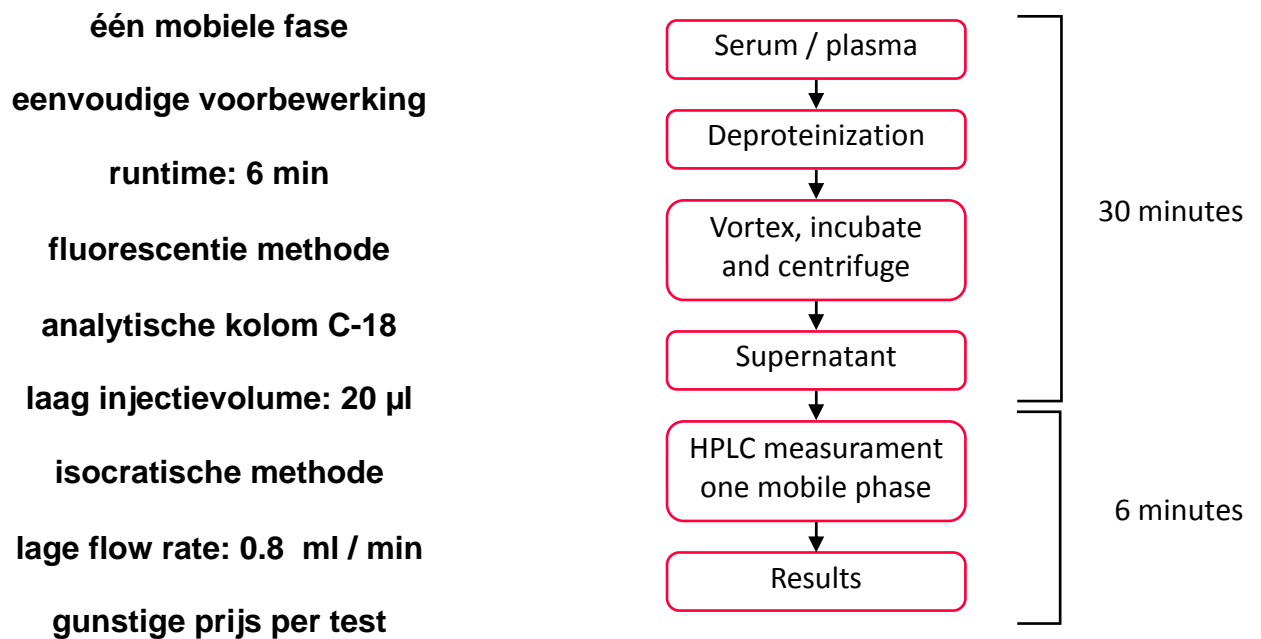 één mobiele fase
eenvoudige voorbewerking
runtime: 6 min
fluorescentie methode
analytische kolom C-18
laag injectievolume: 20 µl
isocratische methode
lage flow rate: 0.8 ml / min
gunstige prijs per test
Serum / plasma
Deproteinization
Vortex, incubate
and centrifuge
Supernatant
HPLC measurament
one mobile phase
Results
30 minutes
6 minutes